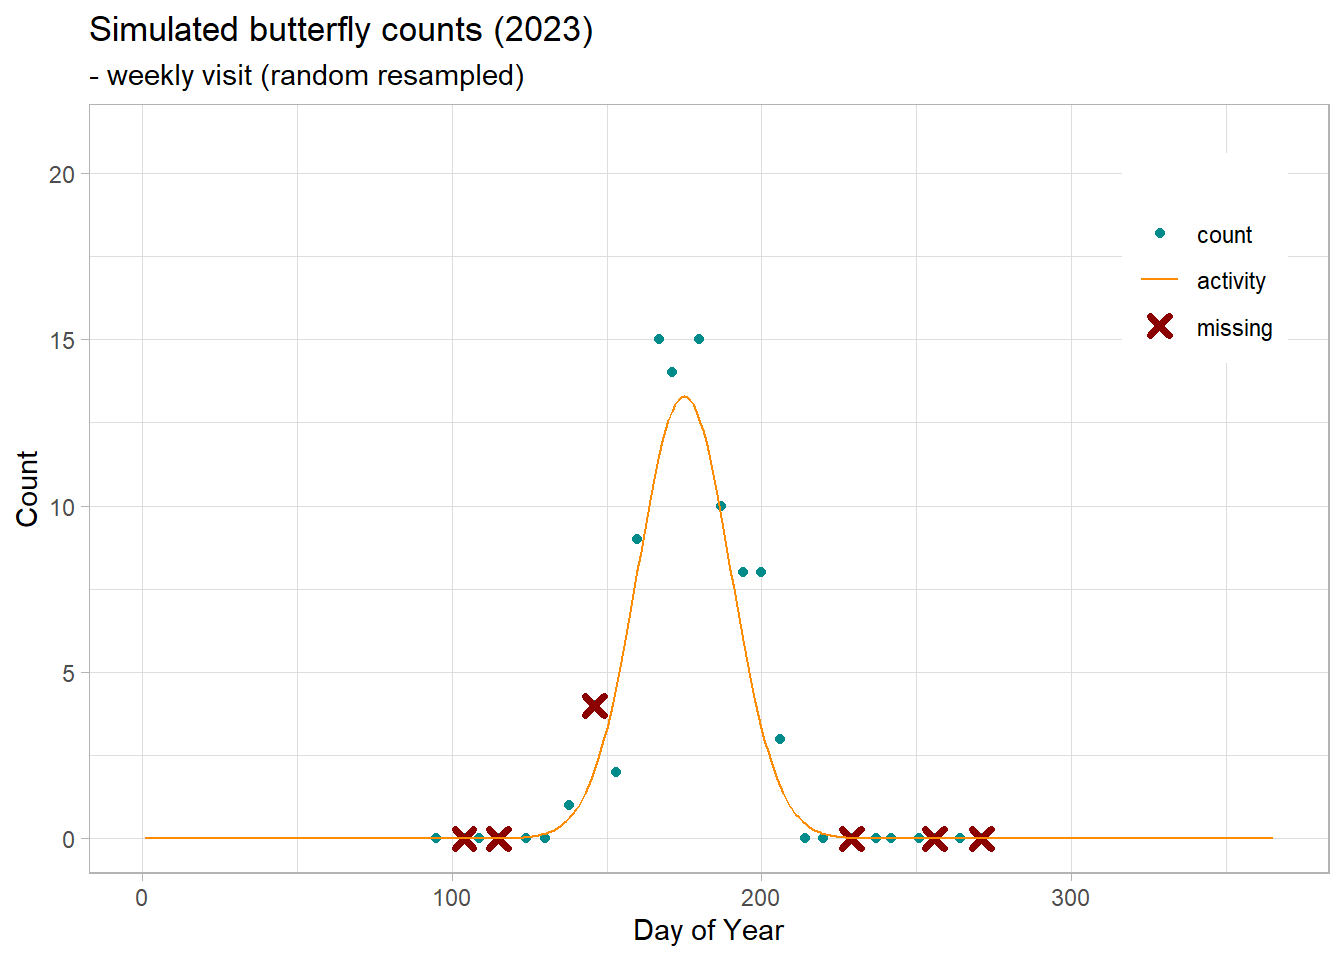 Simulated butterfly counts (2023)
- weekly visit (random resampled)
20
15
10
5
0
Count
count
activity
missing
0
100
200
300
Day of Year